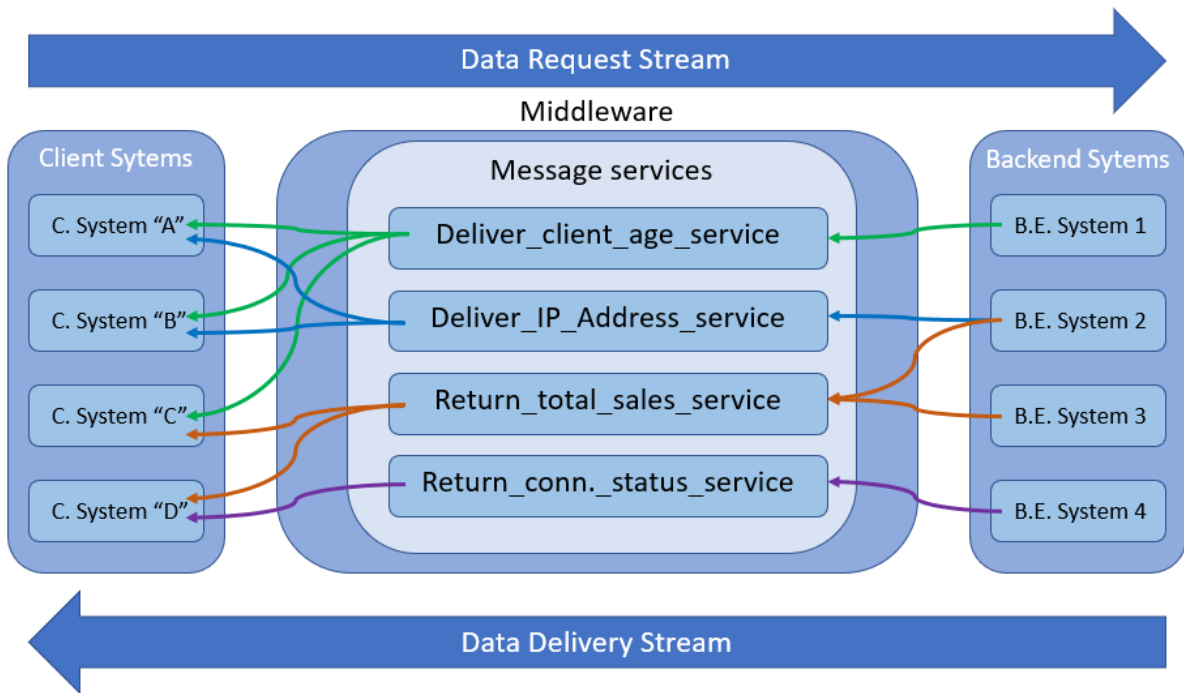 Data Request Stream
Middleware
Client Sytems
C. System “A”
C. System “B”
C. System “C”
C. System “D”
Message services
Deliver_client_age_service
Deliver_IP_Address_service
Return_total_sales_service
Return_conn._status_service
Backend Sytems
B.E. System 1
B.E. System 2
B.E. System 3
B.E. System 4
Data Delivery Stream